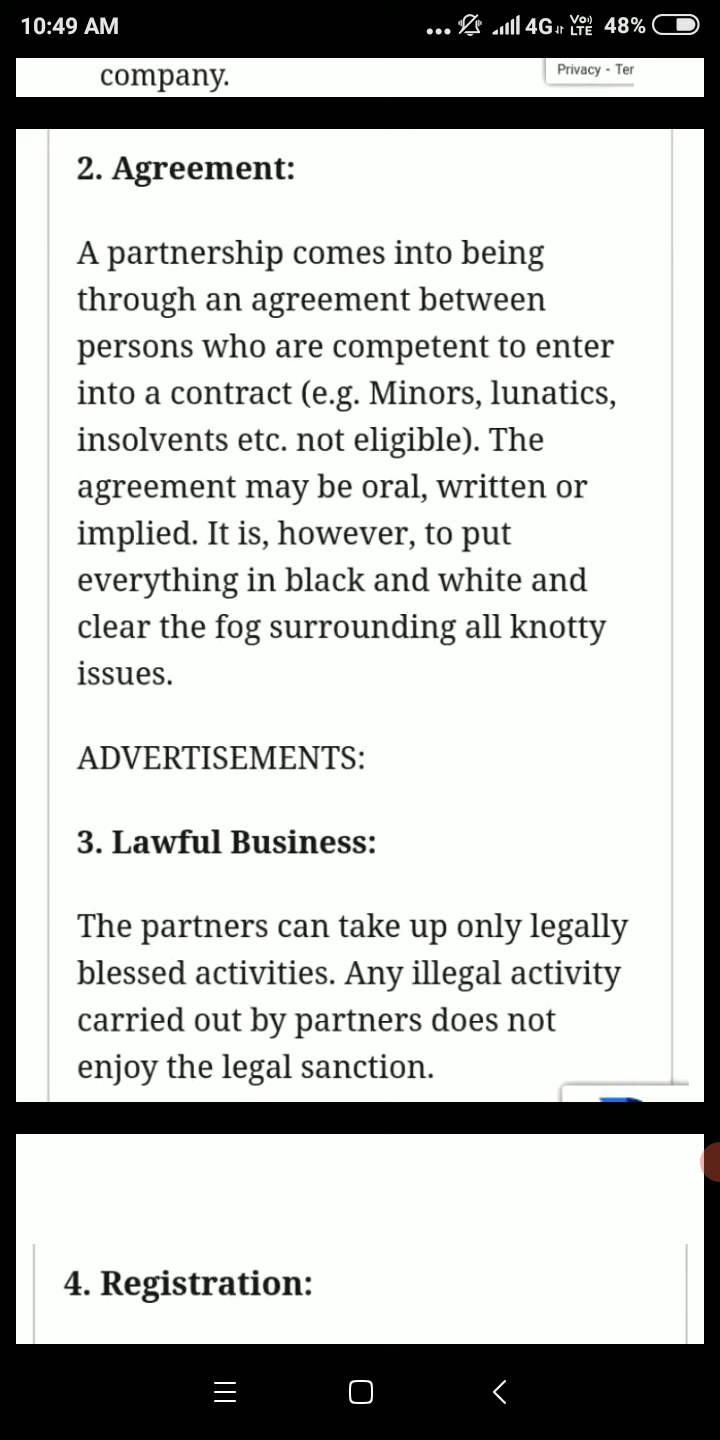 10:49 AM
... 4G VoD LTE 48%
company.
Privacy - Ter
2. Agreement:
A partnership comes into being
through an agreement between
persons who are competent to enter
into a contract (e.g. Minors, lunatics,
insolvents etc. not eligible). The
agreement may be oral, written or
implied. It is, however, to put
everything in black and white and
clear the fog surrounding all knotty
issues.
ADVERTISEMENTS:
3. Lawful Business:
The partners can take up only legally
blessed activities. Any illegal activity
carried out by partners does not
enjoy the legal sanction.
4. Registration: